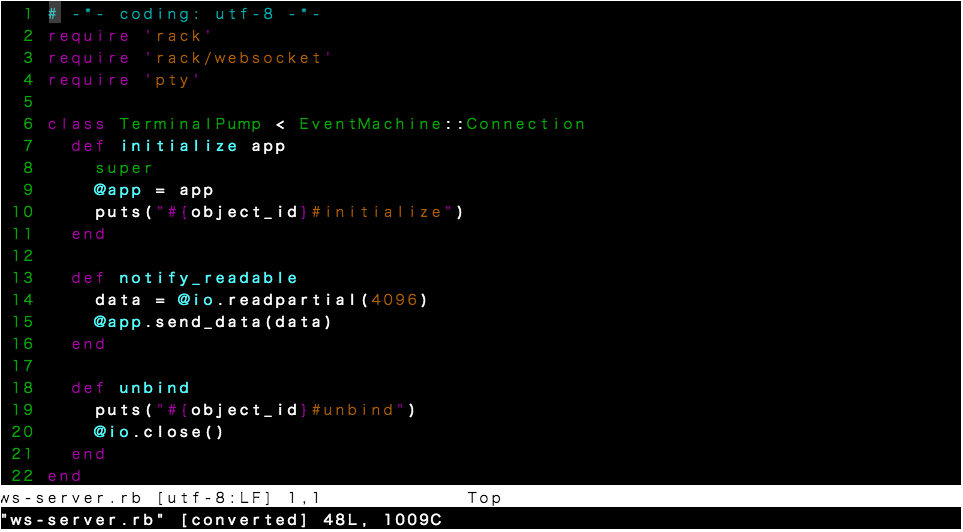 1 # -*- coding: utf-8 -*-
2 require 'rack'
3 require 'rack/websocket'
4 require 'pty'
5
6 class TerminalPump < EventMachine::Connection
7   def initialize app
8     super
9     @app = app
10     puts("#{object_id}#initialize")
11   end
12
13   def notify_readable
14     data = @io.readpartial(4096)
15     @app.send_data(data)
16   end
17
18   def unbind
19     puts("#{object_id}#unbind")
20     @io.close()
21   end
22 end
ws-server.rb [utf-8:LF] 1,1 Top
"ws-server.rb" [converted] 48L, 1009C